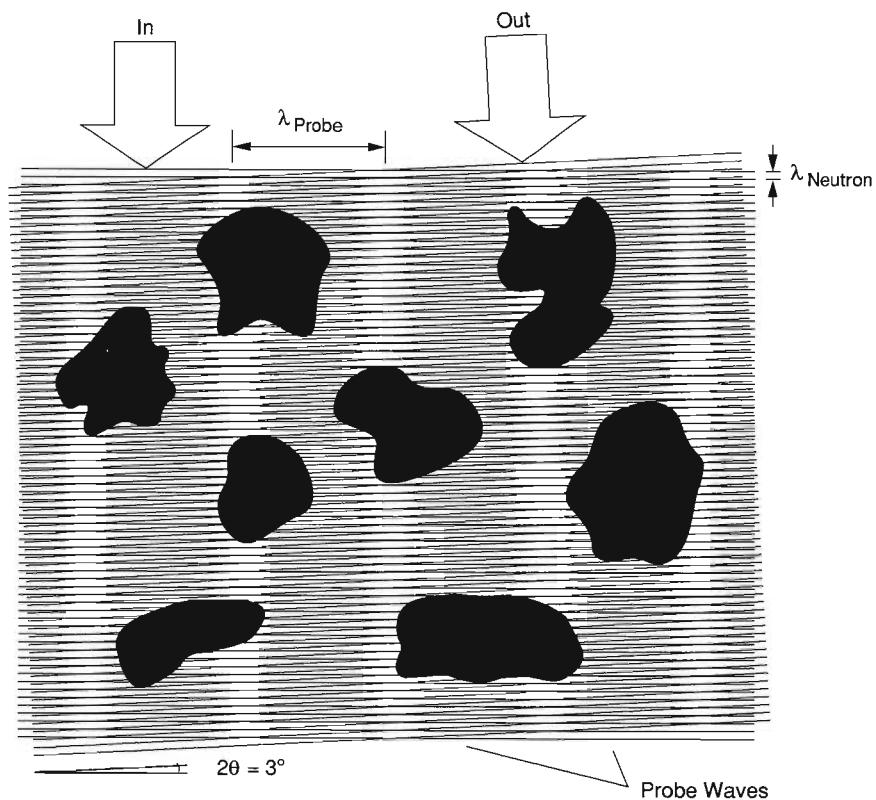 In
Out
λ Probe
λ Neutron
2θ = 3°
Probe Waves